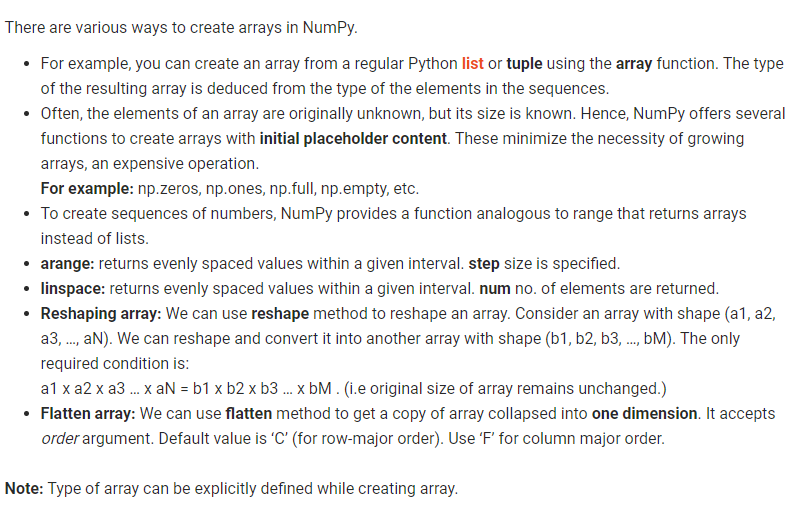 There are various ways to create arrays in NumPy.
• For example, you can create an array from a regular Python list or tuple using the array function. The type
of the resulting array is deduced from the type of the elements in the sequences.
• Often, the elements of an array are originally unknown, but its size is known. Hence, NumPy offers several
functions to create arrays with initial placeholder content. These minimize the necessity of growing
arrays, an expensive operation.
For example: np.zeros, np.ones, np.full, np.empty, etc.
• To create sequences of numbers, NumPy provides a function analogous to range that returns arrays
instead of lists.
• arange: returns evenly spaced values within a given interval. step size is specified.
• linspace: returns evenly spaced values within a given interval. num no. of elements are returned.
• Reshaping array: We can use reshape method to reshape an array. Consider an array with shape (a1, a2,
a3, …, aN). We can reshape and convert it into another array with shape (b1, b2, b3, …, bM). The only
required condition is:
a1 x a2 x a3 … x aN = b1 x b2 x b3 … x bM . (i.e original size of array remains unchanged.)
• Flatten array: We can use flatten method to get a copy of array collapsed into one dimension. It accepts
order argument. Default value is ‘C’ (for row-major order). Use ‘F’ for column major order.
Note: Type of array can be explicitly defined while creating array.